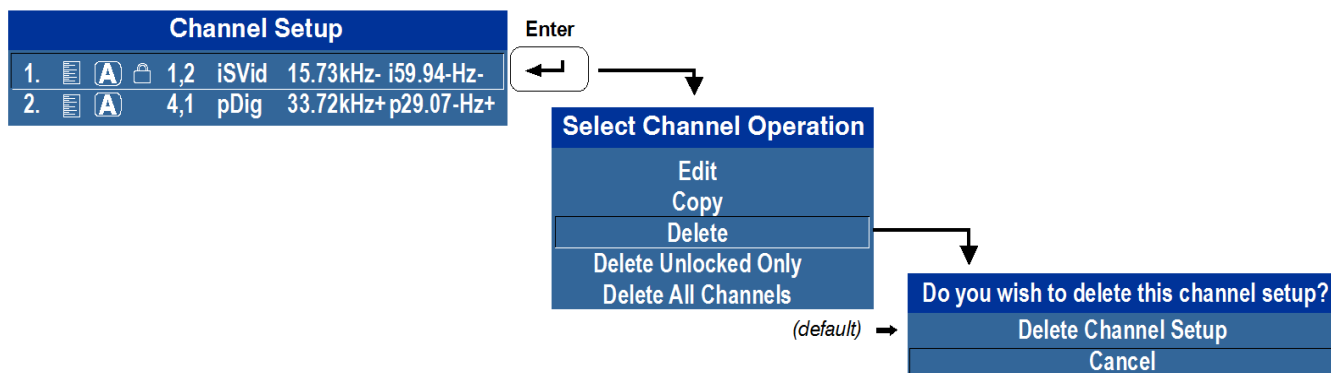 Channel Setup
1. A 1,2 iSVid 15.73kHz- i59.94-Hz-
2. A 4,1 pDig 33.72kHz+ p29.07-Hz+
Enter
Select Channel Operation
Edit
Copy
Delete
Delete Unlocked Only
Delete All Channels
Do you wish to delete this channel setup?
(default)
Delete Channel Setup
Cancel